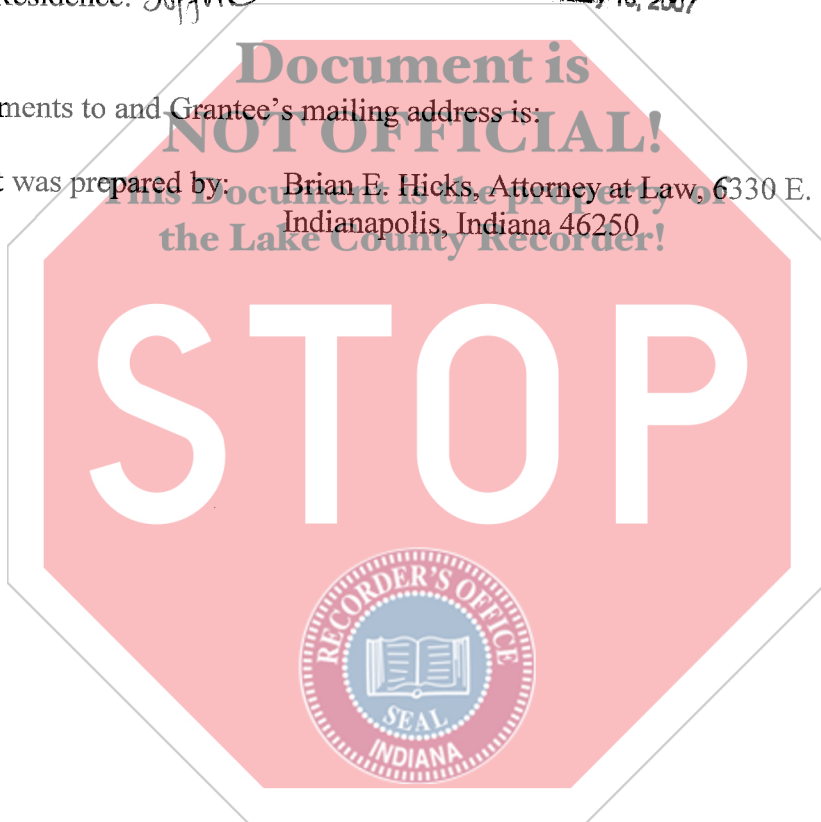 Residence:
2007
Document is
ments to and Grantee's mailing address is:
NOT OFFICIAL!
t was prepared by: Brian E. Hicks, Attorney at Law, 6330 E.
This Document is the property of
Indianapolis, Indiana 46250
the Lake County Recorder!
STOP
RECORDER'S OFFICE
SEAL
INDIANA